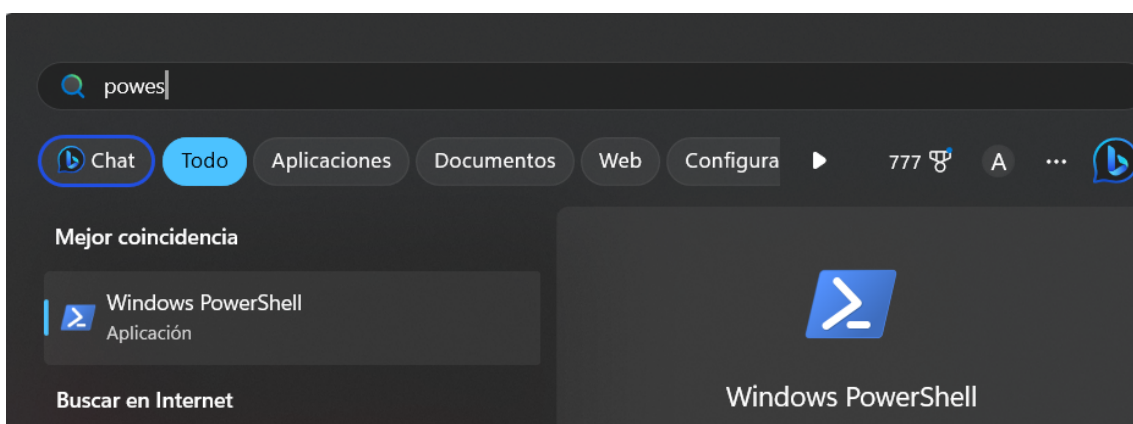 powes
Chat Todo Aplicaciones Documentos Web Configura 777 A ...
Mejor coincidencia
Windows PowerShell
Aplicación
Buscar en Internet
Windows PowerShell